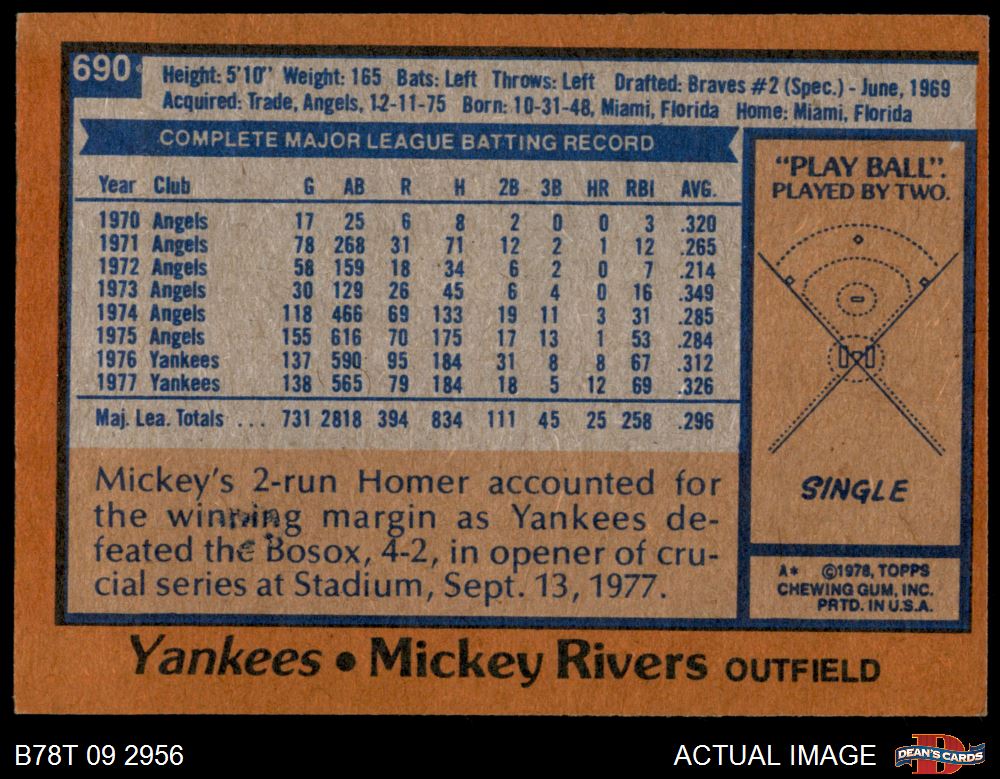 690
Height: 5'10" Weight: 165 Bats: Left Throws: Left Drafted: Braves #2 (Spec.) - June, 1969
Acquired: Trade, Angels, 12-11-75 Born: 10-31-48, Miami, Florida Home: Miami, Florida
COMPLETE MAJOR LEAGUE BATTING RECORD
Year Club G AB R H 2B 3B HR RBI AVG.
1970 Angels 17 25 6 8 2 0 0 3 .320
1971 Angels 78 268 31 71 12 2 1 12 .265
1972 Angels 58 159 18 34 6 2 0 7 .214
1973 Angels 30 129 26 45 6 4 0 16 .349
1974 Angels 118 466 69 133 19 11 3 31 .285
1975 Angels 155 616 70 175 17 13 1 53 .284
1976 Yankees 137 590 95 184 31 8 8 67 .312
1977 Yankees 138 565 79 184 18 5 12 69 .326
Maj. Lea. Totals ... 731 2818 394 834 111 45 25 258 .296
Mickey's 2-run Homer accounted for
the winning margin as Yankees de-
feated the Bosox, 4-2, in opener of cru-
cial series at Stadium, Sept. 13, 1977.
"PLAY BALL".
PLAYED BY TWO.
SINGLE
A* ©1978, TOPPS
CHEWING GUM, INC.
PRTD. IN U.S.A.
Yankees • Mickey Rivers OUTFIELD
B78T 09 2956
ACTUAL IMAGE
DEAN'S CARDS